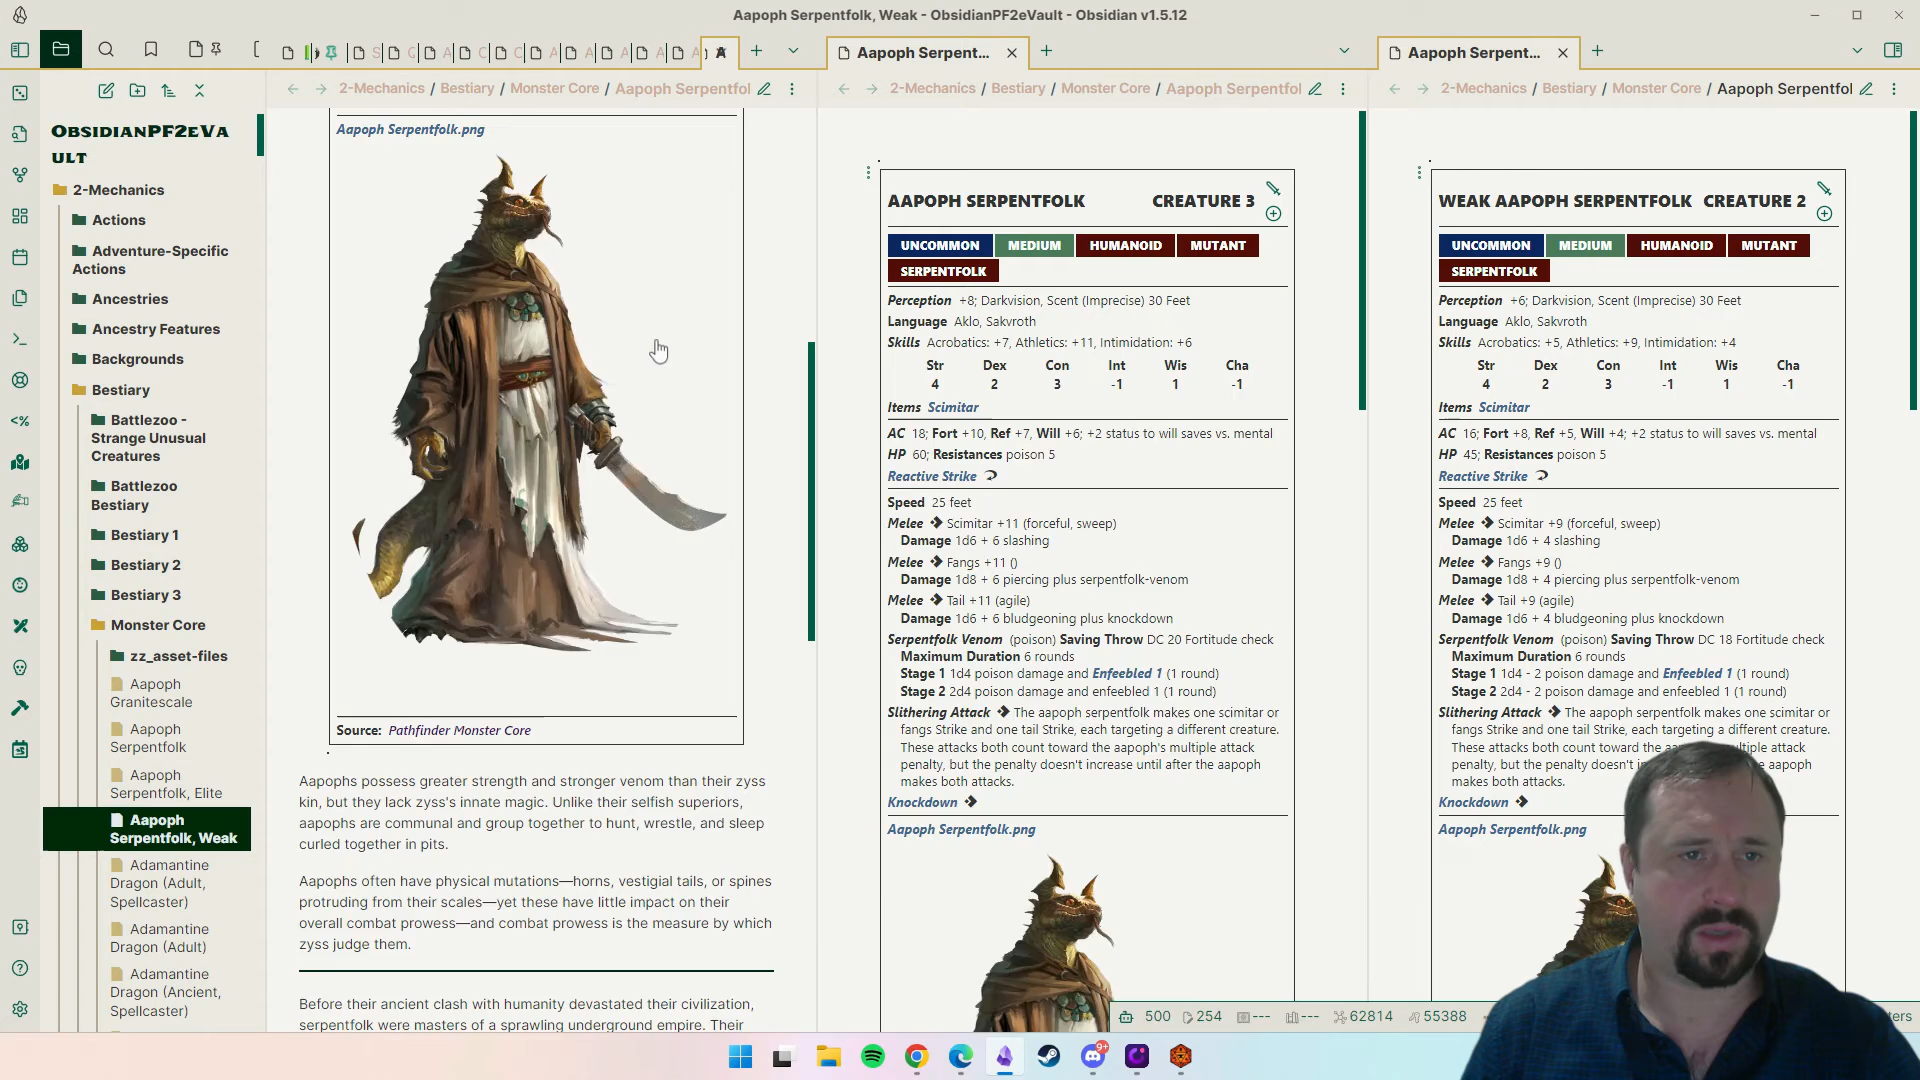 Aapoph Serpentfolk, Weak - ObsidianPF2eVault - Obsidian v1.5.12
Aapoph Serpent...
Aapoph Serpent...
2-Mechanics / Bestiary / Monster Core / Aapoph Serpentfol
2-Mechanics / Bestiary / Monster Core / Aapoph Serpentfol
2-Mechanics / Bestiary / Monster Core / Aapoph Serpentfol
ObsidianPF2eVa
ult
2-Mechanics
Actions
Adventure-Specific
Actions
Ancestries
Ancestry Features
Backgrounds
Bestiary
Battlezoo -
Strange Unusual
Creatures
Battlezoo
Bestiary
Bestiary 1
Bestiary 2
Bestiary 3
Monster Core
zz_asset-files
Aapoph
Granitescale
Aapoph
Serpentfolk
Aapoph
Serpentfolk, Elite
Aapoph
Serpentfolk, Weak
Adamantine
Dragon (Adult,
Spellcaster)
Adamantine
Dragon (Adult)
Adamantine
Dragon (Ancient,
Spellcaster)
Aapoph Serpentfolk.png
Source: Pathfinder Monster Core
Aapophs possess greater strength and stronger venom than their zyss
kin, but they lack zyss's innate magic. Unlike their selfish superiors,
aapophs are communal and group together to hunt, wrestle, and sleep
curled together in pits.
Aapophs often have physical mutations—horns, vestigial tails, or spines
protruding from their scales—yet these have little impact on their
overall combat prowess—and combat prowess is the measure by which
zyss judge them.
Before their ancient clash with humanity devastated their civilization,
serpentfolk were masters of a sprawling underground empire. Their
AAPOPH SERPENTFOLK CREATURE 3
UNCOMMON MEDIUM HUMANOID MUTANT
SERPENTFOLK
Perception +8; Darkvision, Scent (Imprecise) 30 Feet
Language Aklo, Sakvroth
Skills Acrobatics: +7, Athletics: +11, Intimidation: +6
Str Dex Con Int Wis Cha
4 2 3 -1 1 -1
Items Scimitar
AC 18; Fort +10, Ref +7, Will +6; +2 status to will saves vs. mental
HP 60; Resistances poison 5
Reactive Strike
Speed 25 feet
Melee Scimitar +11 (forceful, sweep)
Damage 1d6 + 6 slashing
Melee Fangs +11 ()
Damage 1d8 + 6 piercing plus serpentfolk-venom
Melee Tail +11 (agile)
Damage 1d6 + 6 bludgeoning plus knockdown
Serpentfolk Venom (poison) Saving Throw DC 20 Fortitude check
Maximum Duration 6 rounds
Stage 1 1d4 poison damage and Enfeebled 1 (1 round)
Stage 2 2d4 poison damage and enfeebled 1 (1 round)
Slithering Attack The aapoph serpentfolk makes one scimitar or
fangs Strike and one tail Strike, each targeting a different creature.
These attacks both count toward the aapoph's multiple attack
penalty, but the penalty doesn't increase until after the aapoph
makes both attacks.
Knockdown
Aapoph Serpentfolk.png
WEAK AAPOPH SERPENTFOLK CREATURE 2
UNCOMMON MEDIUM HUMANOID MUTANT
SERPENTFOLK
Perception +6; Darkvision, Scent (Imprecise) 30 Feet
Language Aklo, Sakvroth
Skills Acrobatics: +5, Athletics: +9, Intimidation: +4
Str Dex Con Int Wis Cha
4 2 3 -1 1 -1
Items Scimitar
AC 16; Fort +8, Ref +5, Will +4; +2 status to will saves vs. mental
HP 45; Resistances poison 5
Reactive Strike
Speed 25 feet
Melee Scimitar +9 (forceful, sweep)
Damage 1d6 + 4 slashing
Melee Fangs +9 ()
Damage 1d8 + 4 piercing plus serpentfolk-venom
Melee Tail +9 (agile)
Damage 1d6 + 4 bludgeoning plus knockdown
Serpentfolk Venom (poison) Saving Throw DC 18 Fortitude check
Maximum Duration 6 rounds
Stage 1 1d4 - 2 poison damage and Enfeebled 1 (1 round)
Stage 2 2d4 - 2 poison damage and enfeebled 1 (1 round)
Slithering Attack The aapoph serpentfolk makes one scimitar or
fangs Strike and one tail Strike, each targeting a different creature.
These attacks both count toward the attack
penalty, but the penalty doesn't aapoph
makes both attacks.
Knockdown
Aapoph Serpentfolk.png
500 254 --- --- 62814 55388 ters
9+